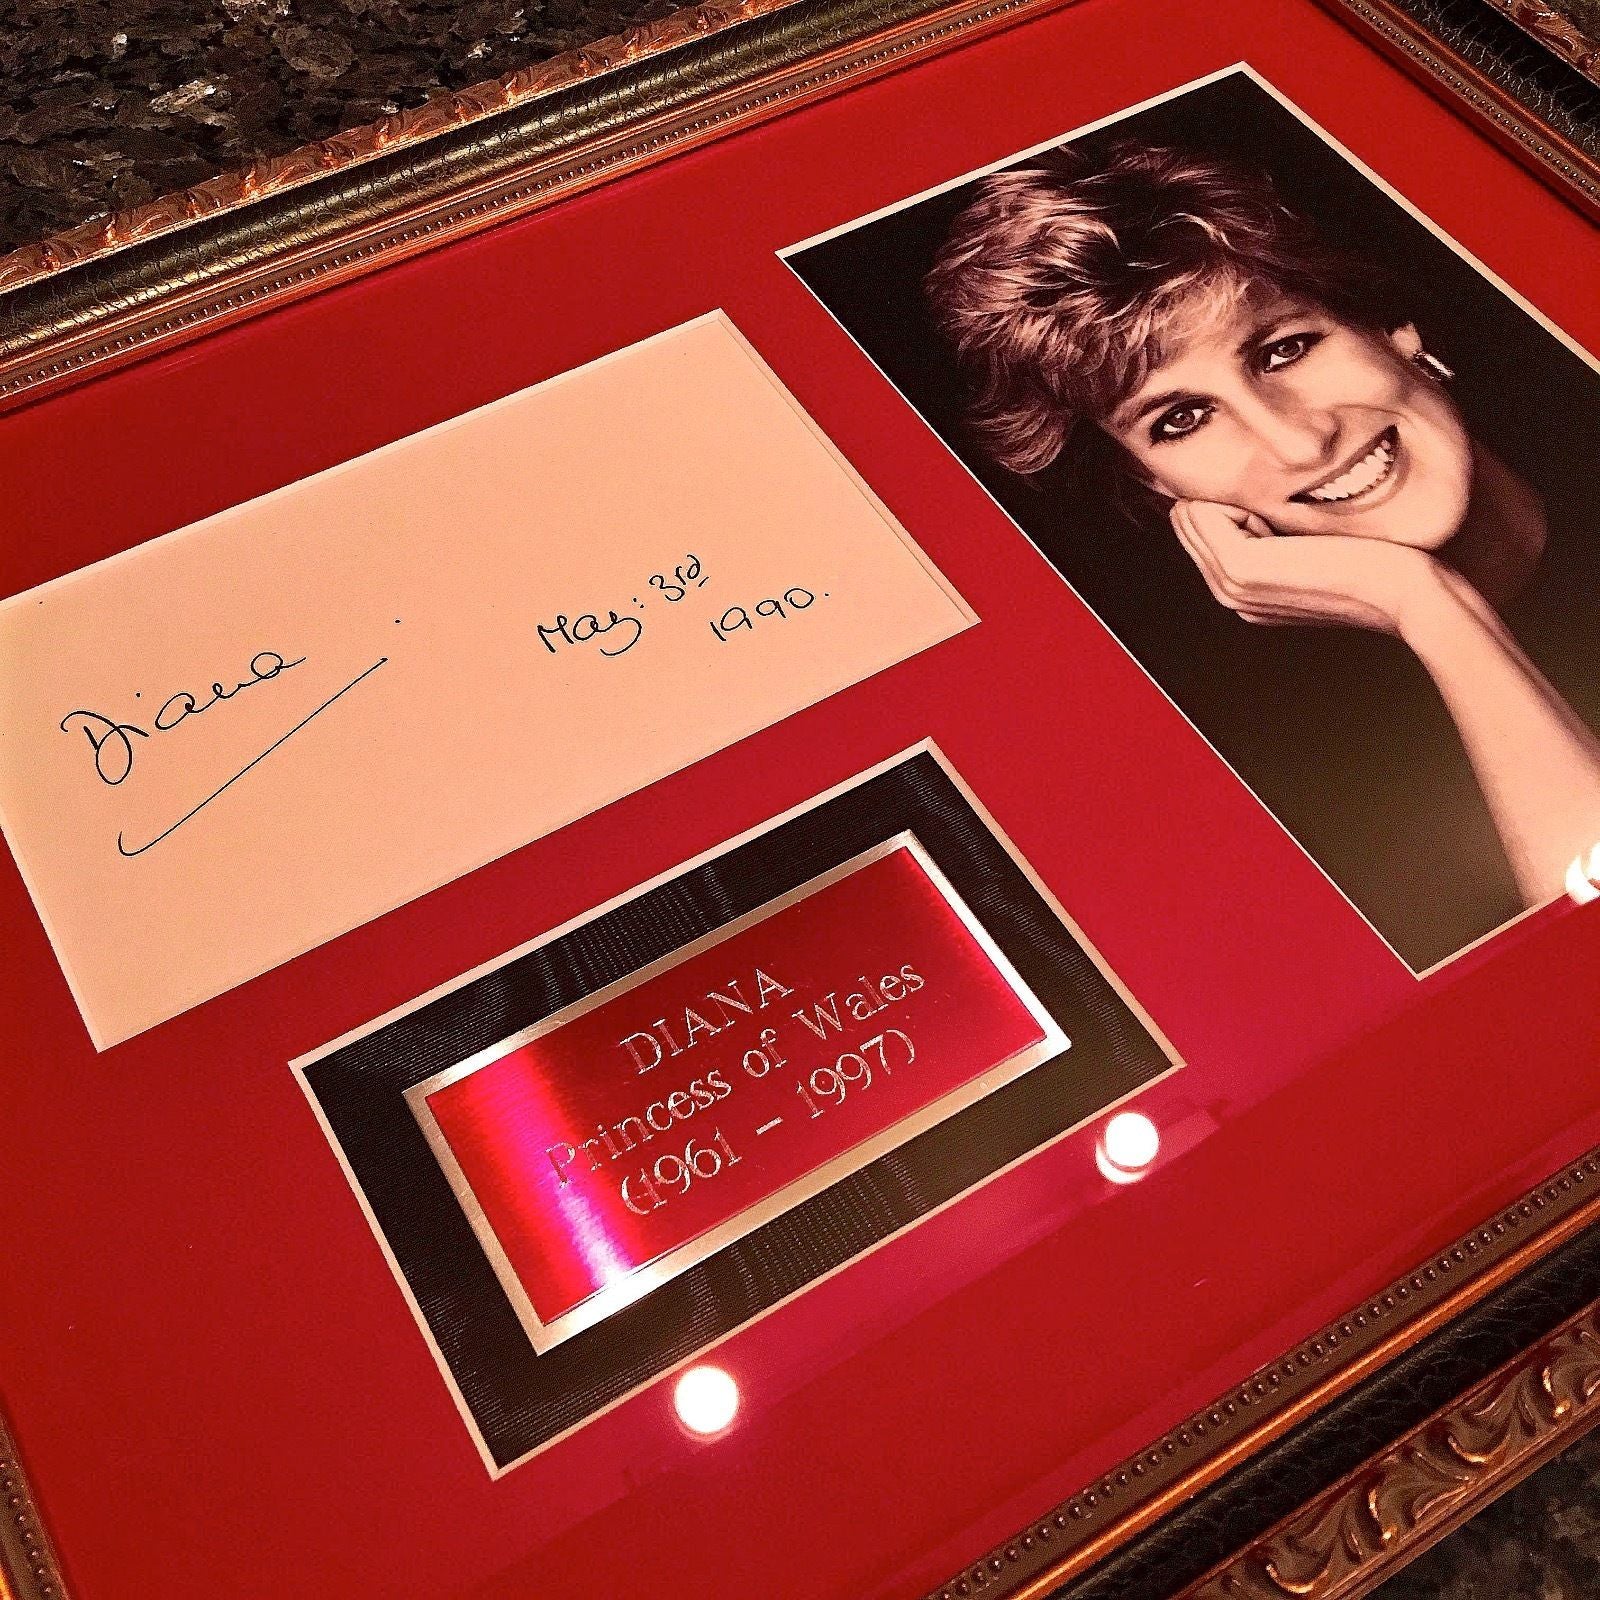 Diana.
May: 3rd
1990.
DIANA
Princess of Wales
(1961 - 1997)